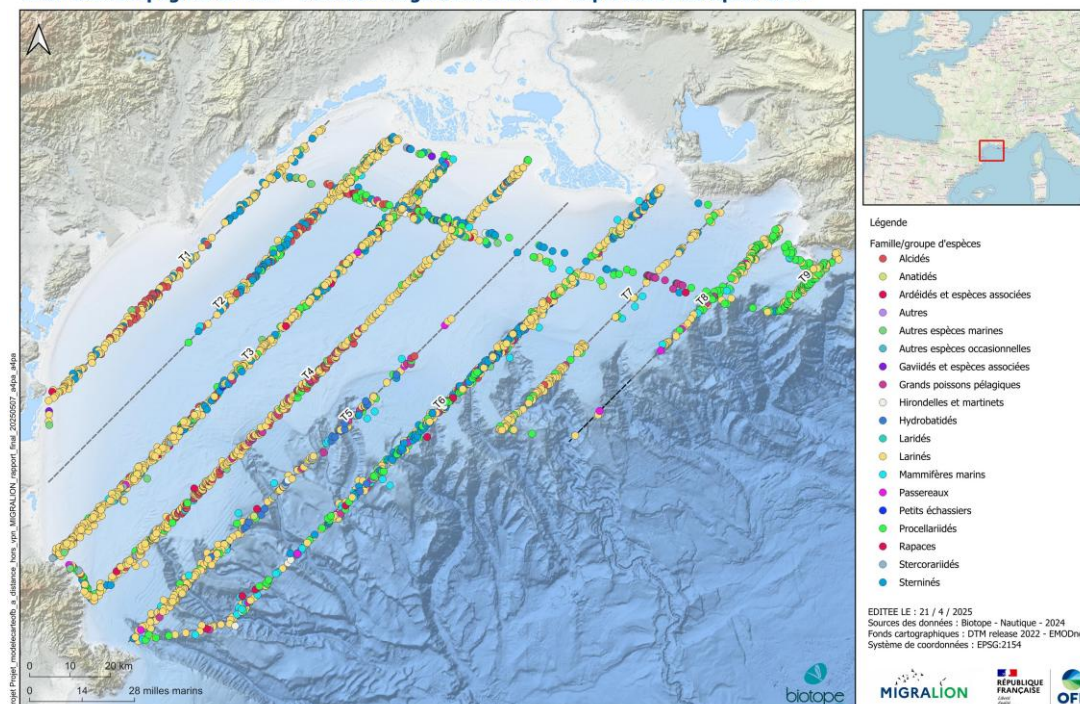 T1
T2
T3
T4
T5
T6
T7
T8
T9
0 10 20 km
0 14 28 milles marins
biotope
Légende
Famille/groupe d'espèces
Alcidés
Anatidés
Ardéidés et espèces associées
Autres
Autres espèces marines
Autres espèces occasionnelles
Gaviidés et espèces associées
Grands poissons pélagiques
Hirondelles et martinets
Hydrobatidés
Laridés
Larinés
Mammifères marins
Passereaux
Petits échassiers
Procellariidés
Rapaces
Stercorariidés
Sterninés
EDITEE LE : 21 / 4 / 2025
Sources des données : Biotope - Nautique - 2024
Fonds cartographiques : DTM release 2022 - EMODne
Système de coordonnées : EPSG:2154
MIGRALION
RÉPUBLIQUE
FRANÇAISE